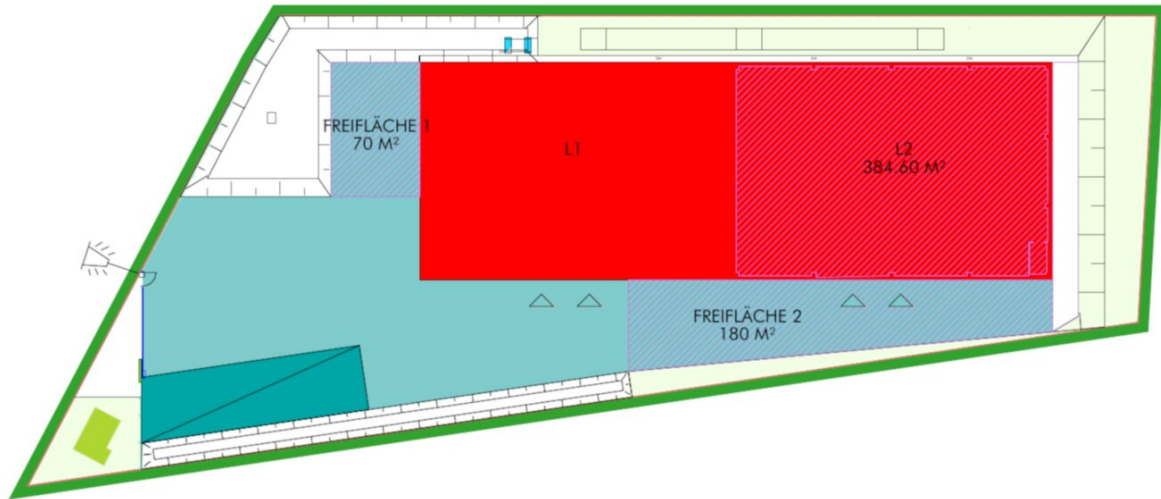 FREIFLÄCHE 1
70 M²
L1
L2
384.60 M²
FREIFLÄCHE 2
180 M²